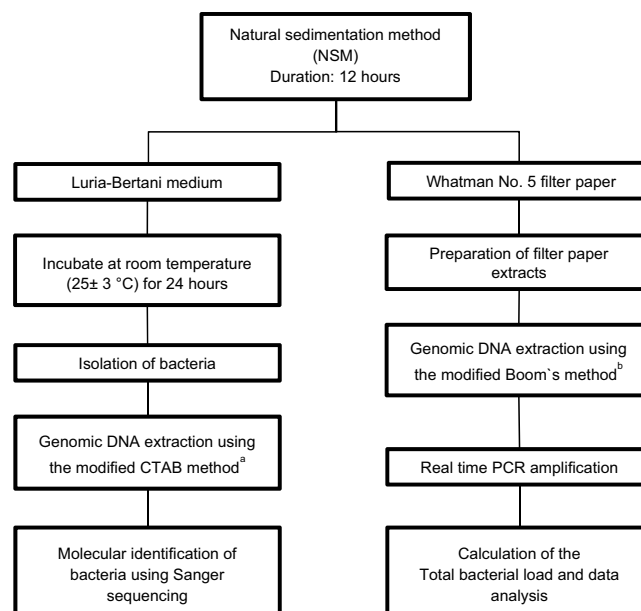 Natural sedimentation method
(NSM)
Duration: 12 hours
Luria-Bertani medium
Incubate at room temperature
(25± 3 °C) for 24 hours
Isolation of bacteria
Genomic DNA extraction using
the modified CTAB method^a
Molecular identification of
bacteria using Sanger
sequencing
Whatman No. 5 filter paper
Preparation of filter paper
extracts
Genomic DNA extraction using
the modified Boom`s method^b
Real time PCR amplification
Calculation of the
Total bacterial load and data
analysis